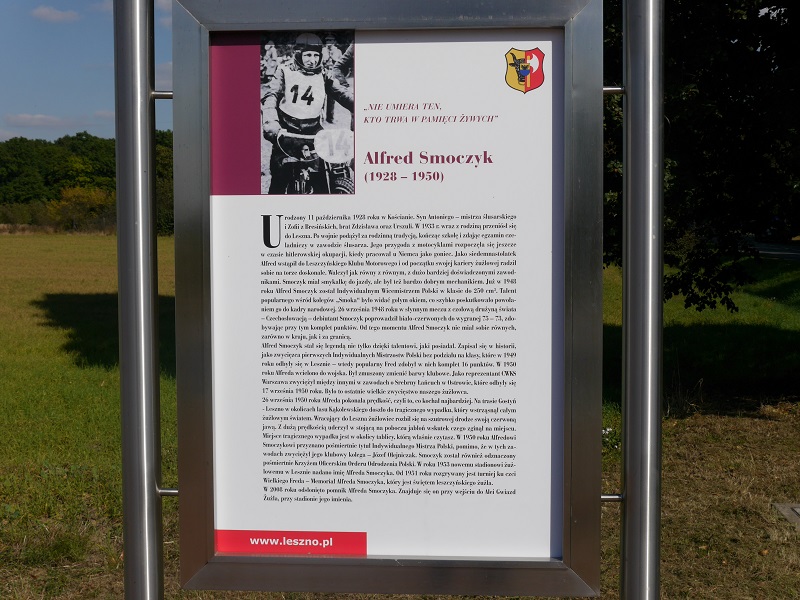 14
14
„NIE UMIERA TEN,
KTO TRWA W PAMIĘCI ŻYWYCH”
Alfred Smoczyk
(1928 – 1950)
Urodzony 11 października 1928 roku w Kościanie. Syn Antoniego – mistrza ślusarskiego
i Zofii z Bresińskich, brat Zdzisława oraz Urszuli. W 1933 r. wraz z rodziną przeniósł się
do Leszna. Po wojnie podążył za rodzinną tradycją, kończąc szkołę i zdając egzamin cze-
ladniczy w zawodzie ślusarza. Jego przygoda z motocyklami rozpoczęła się jeszcze
w czasie hitlerowskiej okupacji, kiedy pracował u Niemca jako goniec. Jako siedemnastolatek
Alfred wstąpił do Leszczyńskiego Klubu Motorowego i od początku swojej kariery żużlowej radził
sobie na torze doskonale. Walczył jak równy z równym, z dużo bardziej doświadczonymi zawod-
nikami. Smoczyk miał smykałkę do jazdy, ale był też bardzo dobrym mechanikiem. Już w 1948
roku Alfred Smoczyk został Indywidualnym Wicemistrzem Polski w klasie do 250 cm³. Talent
popularnego wśród kolegów „Smoka” było widać gołym okiem, co szybko poskutkowało powoła-
niem go do kadry narodowej. 26 września 1948 roku w słynnym meczu z czołową drużyną świata
– Czechosłowacją – debiutant Smoczyk poprowadził biało-czerwonych do wygranej 75 – 73, zdo-
bywając przy tym komplet punktów. Od tego momentu Alfred Smoczyk nie miał sobie równych,
zarówno w kraju, jak i za granicą.
Alfred Smoczyk stał się legendą nie tylko dzięki talentowi, jaki posiadał. Zapisał się w historii,
jako zwycięzca pierwszych Indywidualnych Mistrzostw Polski bez podziału na klasy, które w 1949
roku odbyły się w Lesznie – wtedy popularny Fred zdobył w nich komplet 16 punktów. W 1950
roku Alfreda wcielono do wojska. Był zmuszony zmienić barwy klubowe. Jako reprezentant CWKS
Warszawa zwyciężył między innymi w zawodach o Srebrny Łańcuch w Ostrowie, które odbyły się
17 września 1950 roku. Było to ostatnie wielkie zwycięstwo naszego żużlowca.
26 września 1950 roku Alfreda pokonała prędkość, czyli to, co kochał najbardziej. Na trasie Gostyń
- Leszno w okolicach lasu Kąkolewskiego doszło do tragicznego wypadku, który wstrząsnął całym
żużlowym światem. Wracający do Leszna żużlowiec rozbił się na szutrowej drodze swoją czerwoną
jawą. Z dużą prędkością uderzył w stojącą na poboczu jabłoń wskutek czego zginął na miejscu.
Miejsce tragicznego wypadku jest w okolicy tablicy, którą właśnie czytasz. W 1950 roku Alfredowi
Smoczykowi przyznano pośmiertnie tytuł Indywidualnego Mistrza Polski, pomimo, że w tych za-
wodach zwyciężył jego klubowy kolega – Józef Olejniczak. Smoczyk został również odznaczony
pośmiertnie Krzyżem Oficerskim Orderu Odrodzenia Polski. W roku 1953 nowemu stadionowi żuż-
lowemu w Lesznie nadano imię Alfreda Smoczyka. Od 1951 roku rozgrywany jest turniej ku czci
Wielkiego Freda – Memoriał Alfreda Smoczyka, który jest świętem leszczyńskiego żużla.
W 2008 roku odsłonięto pomnik Alfreda Smoczyka. Znajduje się on przy wejściu do Alei Gwiazd
Żużla, przy stadionie jego imienia.
www.leszno.pl